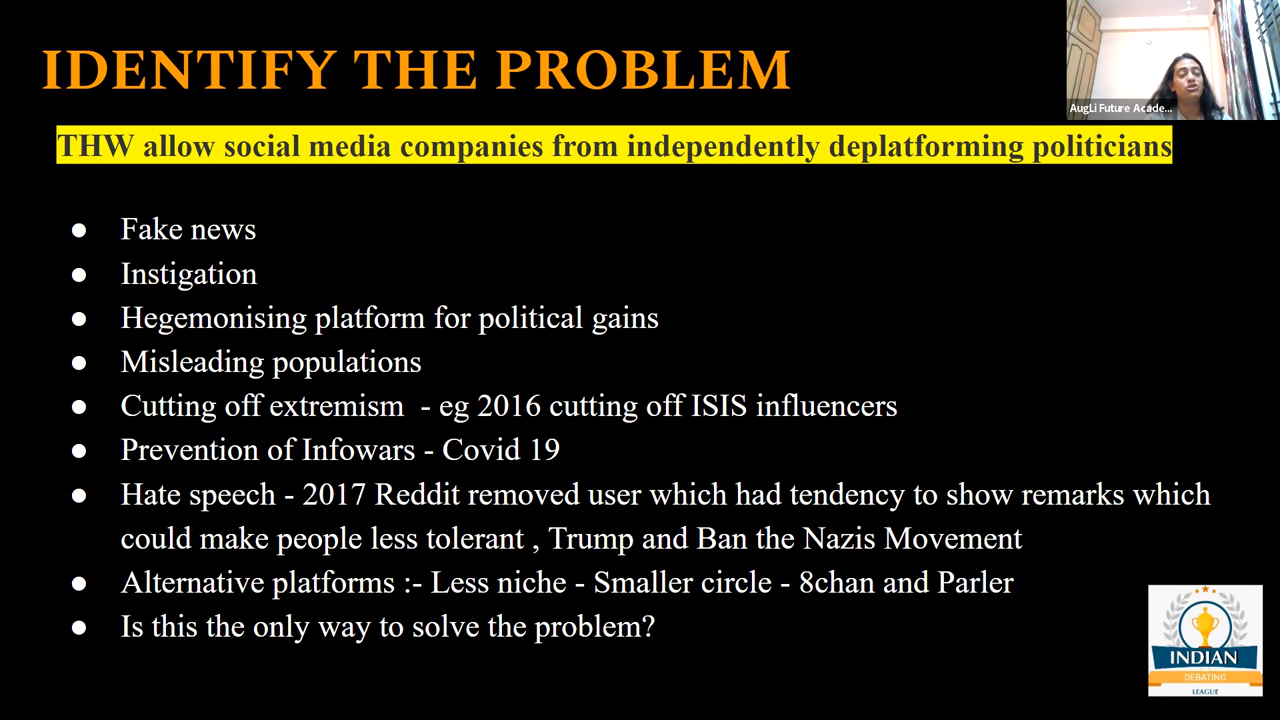 IDENTIFY THE PROBLEM
AugLi Future Acade...
THW allow social media companies from independently deplatforming politicians
● Fake news
● Instigation
● Hegemonising platform for political gains
● Misleading populations
● Cutting off extremism - eg 2016 cutting off ISIS influencers
● Prevention of Infowars - Covid 19
● Hate speech - 2017 Reddit removed user which had tendency to show remarks which
could make people less tolerant , Trump and Ban the Nazis Movement
● Alternative platforms :- Less niche - Smaller circle - 8chan and Parler
● Is this the only way to solve the problem?
INDIAN
DEBATING
LEAGUE